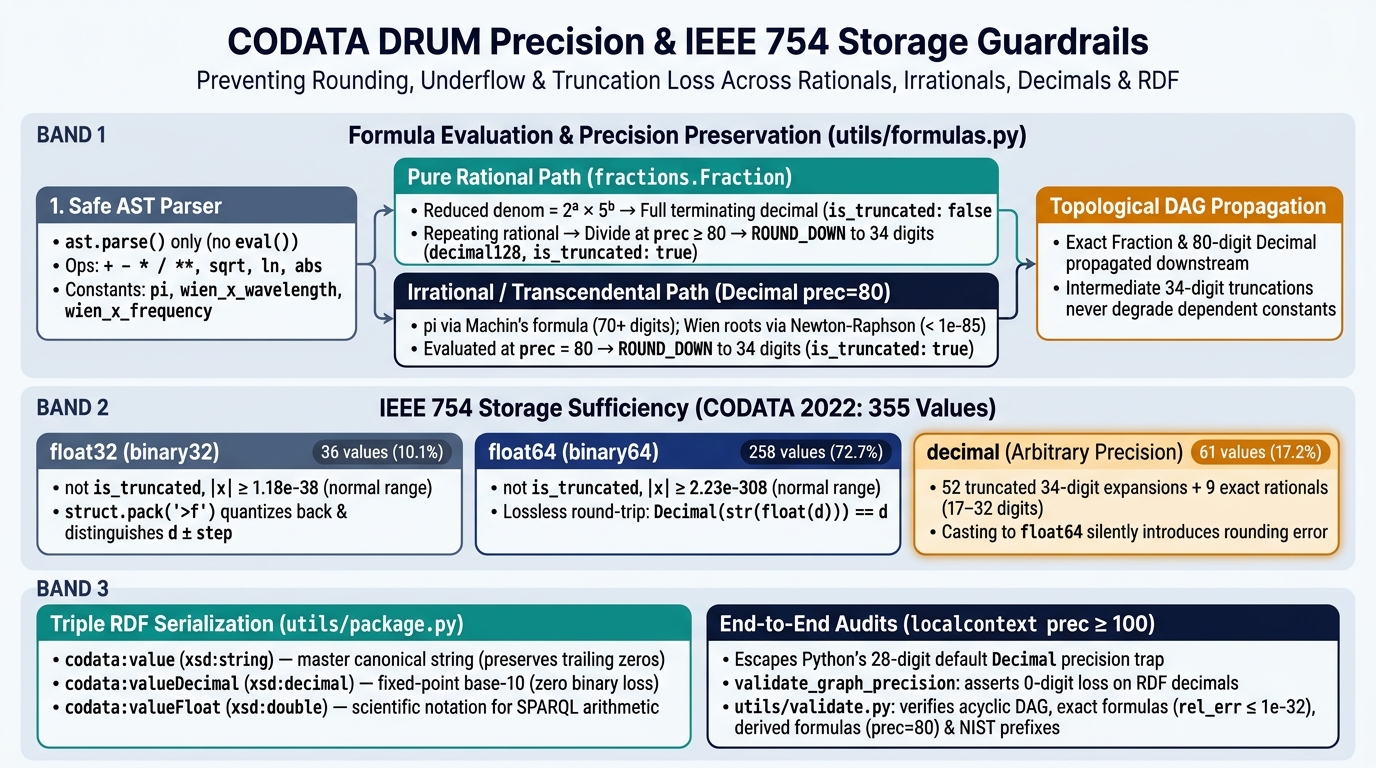 CODATA DRUM Precision & IEEE 754 Storage Guardrails
Preventing Rounding, Underflow & Truncation Loss Across Rationals, Irrationals, Decimals & RDF
BAND 1
Formula Evaluation & Precision Preservation (utils/formulas.py)
1. Safe AST Parser
• ast.parse() only (no eval())
• Ops: + − * / **, sqrt, ln, abs
• Constants: pi, wien_x_wavelength,
wien_x_frequency
Pure Rational Path (fractions.Fraction)
• Reduced denom = 2ᵃ × 5ᵇ → Full terminating decimal (is_truncated: false
• Repeating rational → Divide at prec ≥ 80 → ROUND_DOWN to 34 digits
(decimal128, is_truncated: true)
Irrational / Transcendental Path (Decimal prec=80)
• pi via Machin's formula (70+ digits); Wien roots via Newton-Raphson (< 1e-85)
• Evaluated at prec = 80 → ROUND_DOWN to 34 digits (is_truncated: true)
Topological DAG Propagation
• Exact Fraction & 80-digit Decimal
propagated downstream
• Intermediate 34-digit truncations
never degrade dependent constants
BAND 2
IEEE 754 Storage Sufficiency (CODATA 2022: 355 Values)
float32 (binary32)
36 values (10.1%)
• not is_truncated, |x| ≥ 1.18e-38 (normal range)
• struct.pack('>f') quantizes back &
distinguishes d ± step
float64 (binary64)
258 values (72.7%)
• not is_truncated, |x| ≥ 2.23e-308 (normal range)
• Lossless round-trip: Decimal(str(float(d))) == d
decimal (Arbitrary Precision)
61 values (17.2%)
• 52 truncated 34-digit expansions + 9 exact rationals
(17–32 digits)
• Casting to float64 silently introduces rounding error
BAND 3
Triple RDF Serialization (utils/package.py)
• codata:value (xsd:string) — master canonical string (preserves trailing zeros)
• codata:valueDecimal (xsd:decimal) — fixed-point base-10 (zero binary loss)
• codata:valueFloat (xsd:double) — scientific notation for SPARQL arithmetic
End-to-End Audits (localcontext prec ≥ 100)
• Escapes Python's 28-digit default Decimal precision trap
• validate_graph_precision: asserts 0-digit loss on RDF decimals
• utils/validate.py: verifies acyclic DAG, exact formulas (rel_err ≤ 1e-32),
derived formulas (prec=80) & NIST prefixes